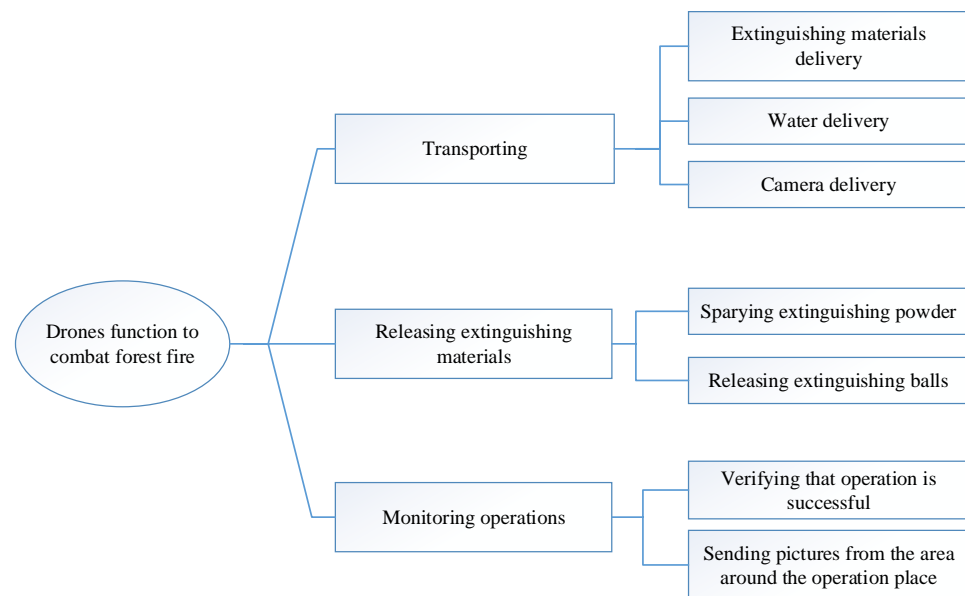 Drones function to
combat forest fire
Transporting
Extinguishing materials
delivery
Water delivery
Camera delivery
Releasing extinguishing
materials
Sparying extinguishing powder
Releasing extinguishing balls
Monitoring operations
Verifying that operation is
successful
Sending pictures from the area
around the operation place